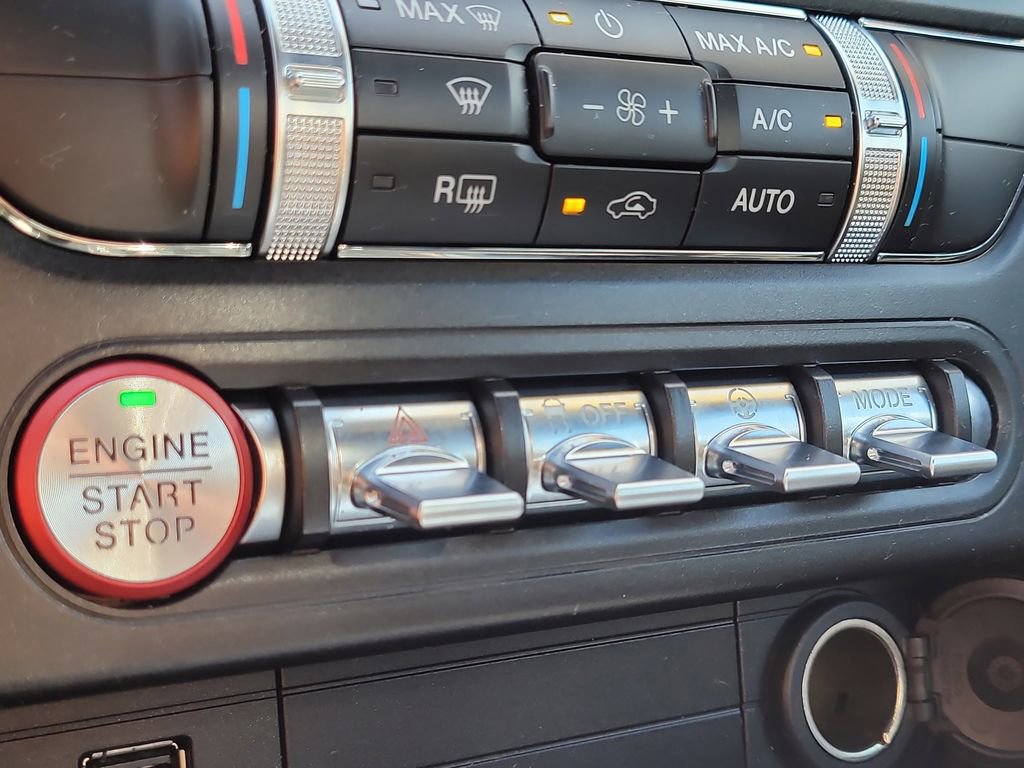 MAX
MAX A/C
- +
A/C
R
AUTO
ENGINE
START
STOP
OFF
MODE